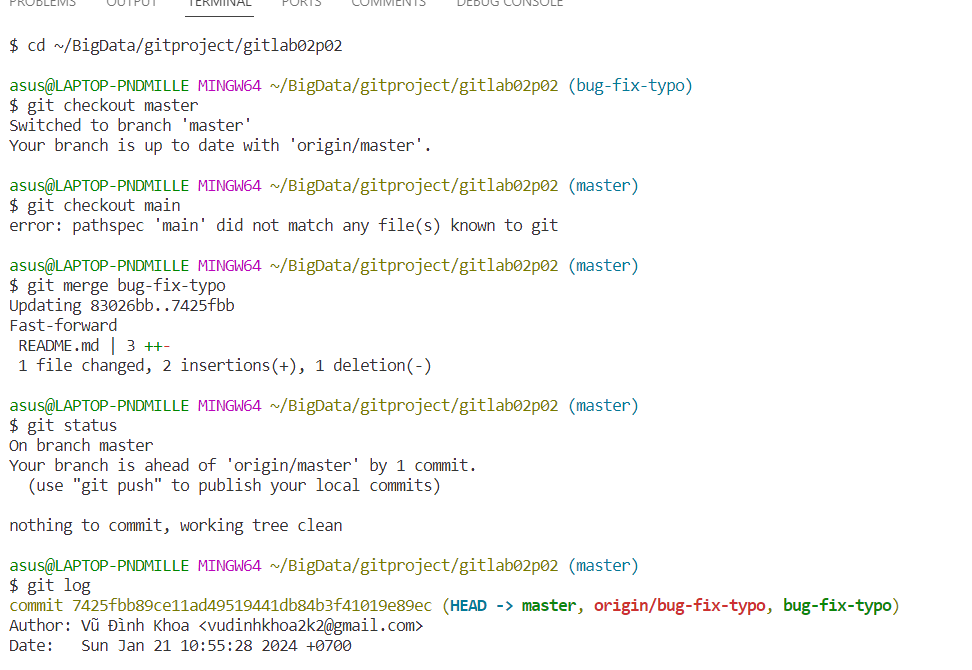 PROBLEMS OUTPUT TERMINAL PORTS COMMENTS DEBUG CONSOLE
$ cd ~/BigData/gitproject/gitlab02p02
asus@LAPTOP-PNDMILLE MINGW64 ~/BigData/gitproject/gitlab02p02 (bug-fix-typo)
$ git checkout master
Switched to branch 'master'
Your branch is up to date with 'origin/master'.
asus@LAPTOP-PNDMILLE MINGW64 ~/BigData/gitproject/gitlab02p02 (master)
$ git checkout main
error: pathspec 'main' did not match any file(s) known to git
asus@LAPTOP-PNDMILLE MINGW64 ~/BigData/gitproject/gitlab02p02 (master)
$ git merge bug-fix-typo
Updating 83026bb..7425fbb
Fast-forward
 README.md | 3 ++-
 1 file changed, 2 insertions(+), 1 deletion(-)
asus@LAPTOP-PNDMILLE MINGW64 ~/BigData/gitproject/gitlab02p02 (master)
$ git status
On branch master
Your branch is ahead of 'origin/master' by 1 commit.
  (use "git push" to publish your local commits)
nothing to commit, working tree clean
asus@LAPTOP-PNDMILLE MINGW64 ~/BigData/gitproject/gitlab02p02 (master)
$ git log
commit 7425fbb89ce11ad49519441db84b3f41019e89ec (HEAD -> master, origin/bug-fix-typo, bug-fix-typo)
Author: Vũ Đình Khoa <vudinhkhoa2k2@gmail.com>
Date:   Sun Jan 21 10:55:28 2024 +0700